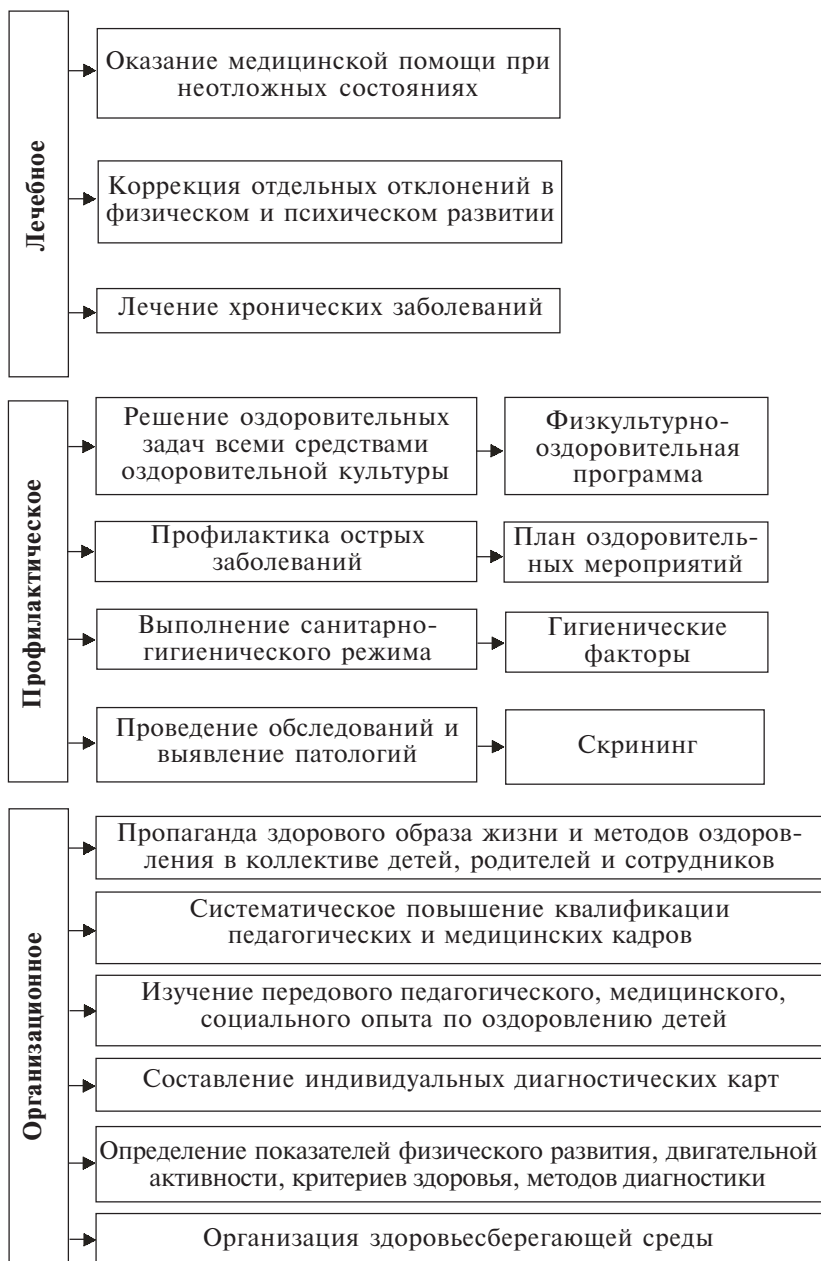 Лечебное
Оказание медицинской помощи при
неотложных состояниях
Коррекция отдельных отклонений в
физическом и психическом развитии
Лечение хронических заболеваний
Профилактическое
Решение оздоровительных
задач всеми средствами
оздоровительной культуры
Физкультурно-
оздоровительная
программа
Профилактика острых
заболеваний
План оздоровитель-
ных мероприятий
Выполнение санитарно-
гигиенического режима
Гигиенические
факторы
Проведение обследований и
выявление патологий
Скрининг
Организационное
Пропаганда здорового образа жизни и методов оздоров-
ления в коллективе детей, родителей и сотрудников
Систематическое повышение квалификации
педагогических и медицинских кадров
Изучение передового педагогического, медицинского,
социального опыта по оздоровлению детей
Составление индивидуальных диагностических карт
Определение показателей физического развития, двигательной
активности, критериев здоровья, методов диагностики
Организация здоровьесберегающей среды